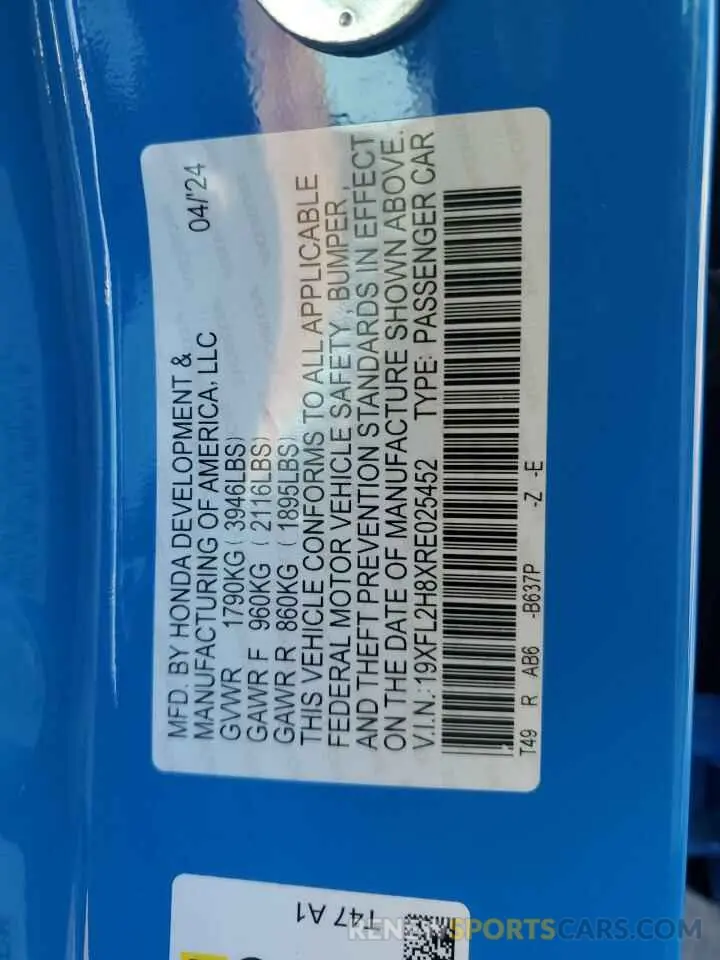 MFD. BY HONDA DEVELOPMENT &
MANUFACTURING OF AMERICA, LLC 04/'24
GVWR 1790KG ( 3946LBS)
GAWR F 960KG ( 2116LBS)
GAWR R 860KG ( 1895LBS)
THIS VEHICLE CONFORMS TO ALL APPLICABLE
FEDERAL MOTOR VEHICLE SAFETY, BUMPER,
AND THEFT PREVENTION STANDARDS IN EFFECT
ON THE DATE OF MANUFACTURE SHOWN ABOVE.
V.I.N.:19XFL2H8XRE025452 TYPE: PASSENGER CAR
T49 R AB6 -B637P -Z -E
T47 A1
RENEWSPORTSCARS.COM